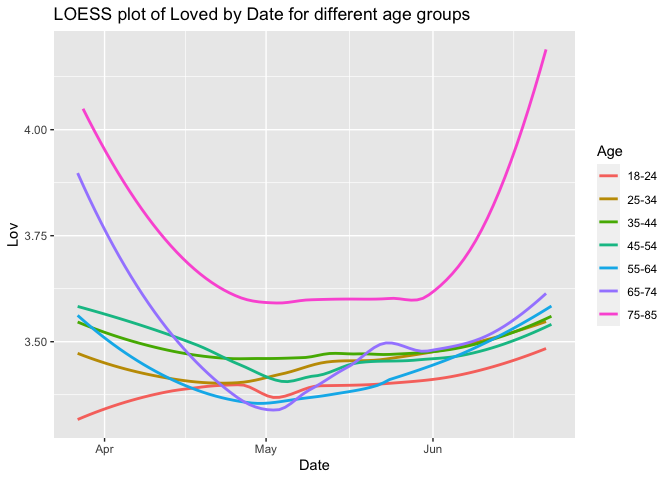 LOESS plot of Loved by Date for different age groups
4.00
3.75
3.50
Lov
Apr
May
Jun
Date
Age
18-24
25-34
35-44
45-54
55-64
65-74
75-85